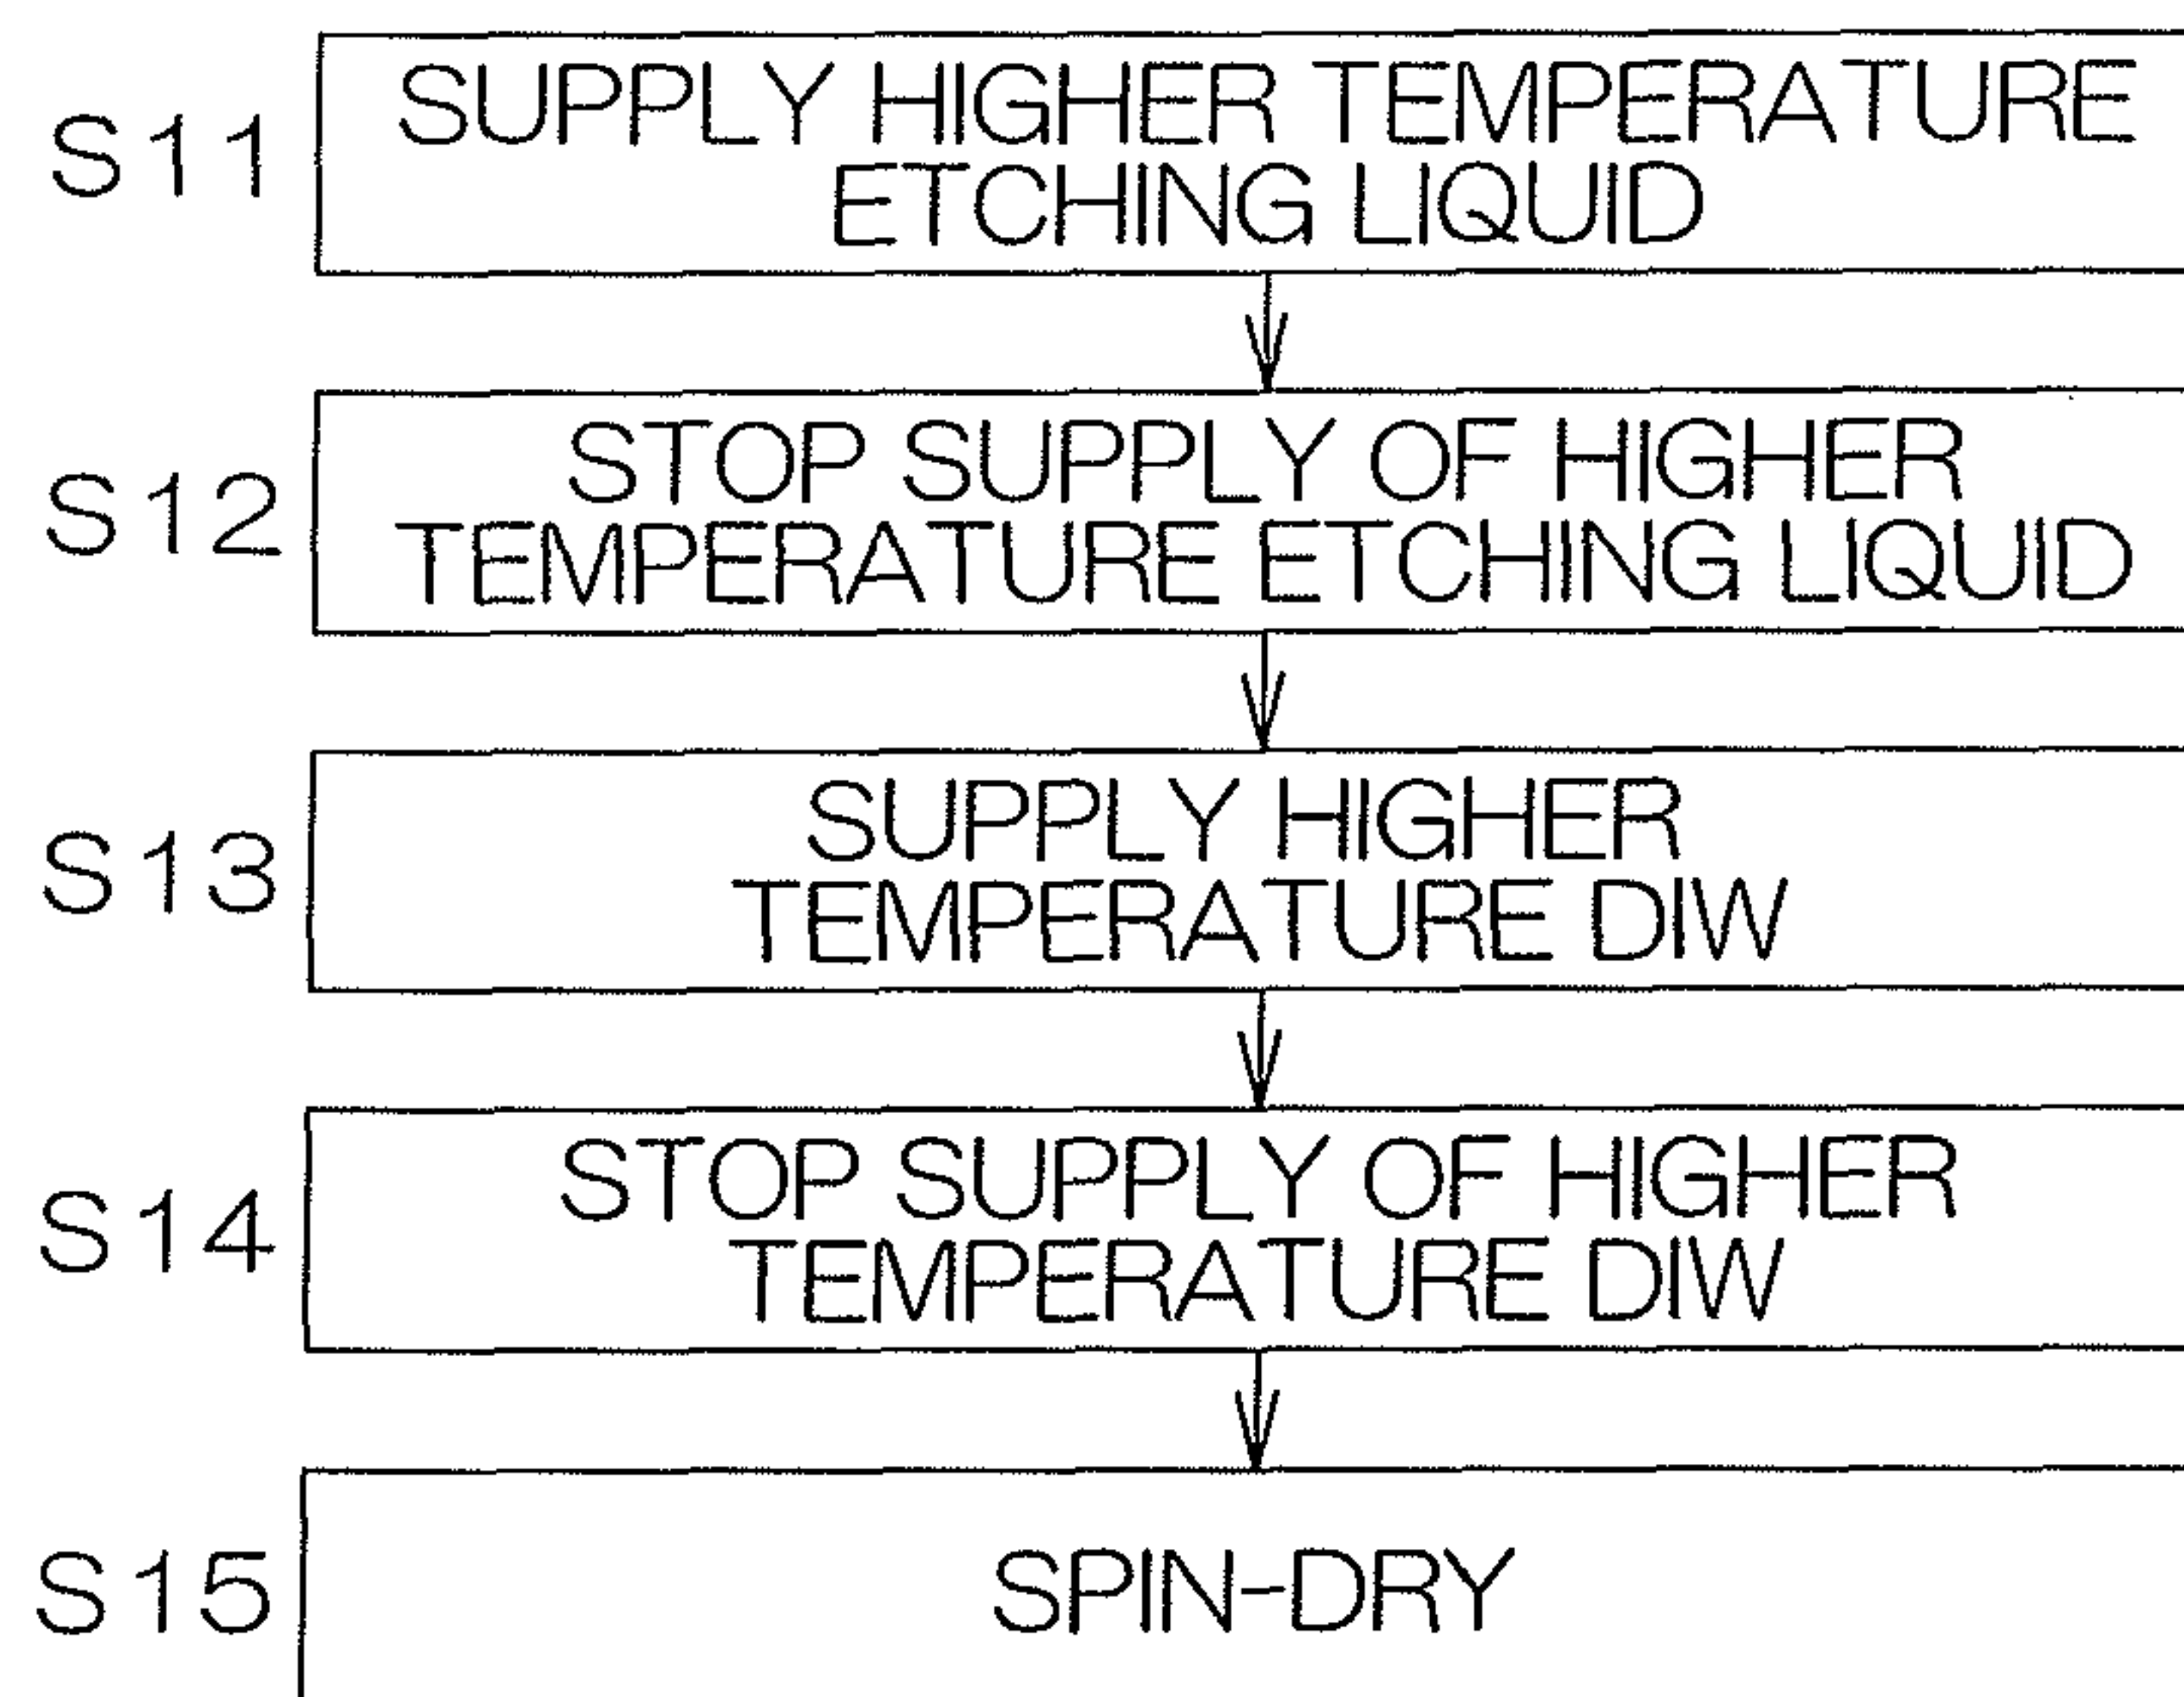 S11
SUPPLY HIGHER TEMPERATURE
ETCHING LIQUID
S12
STOP SUPPLY OF HIGHER
TEMPERATURE ETCHING LIQUID
S13
SUPPLY HIGHER
TEMPERATURE DIW
S14
STOP SUPPLY OF HIGHER
TEMPERATURE DIW
S15
SPIN-DRY